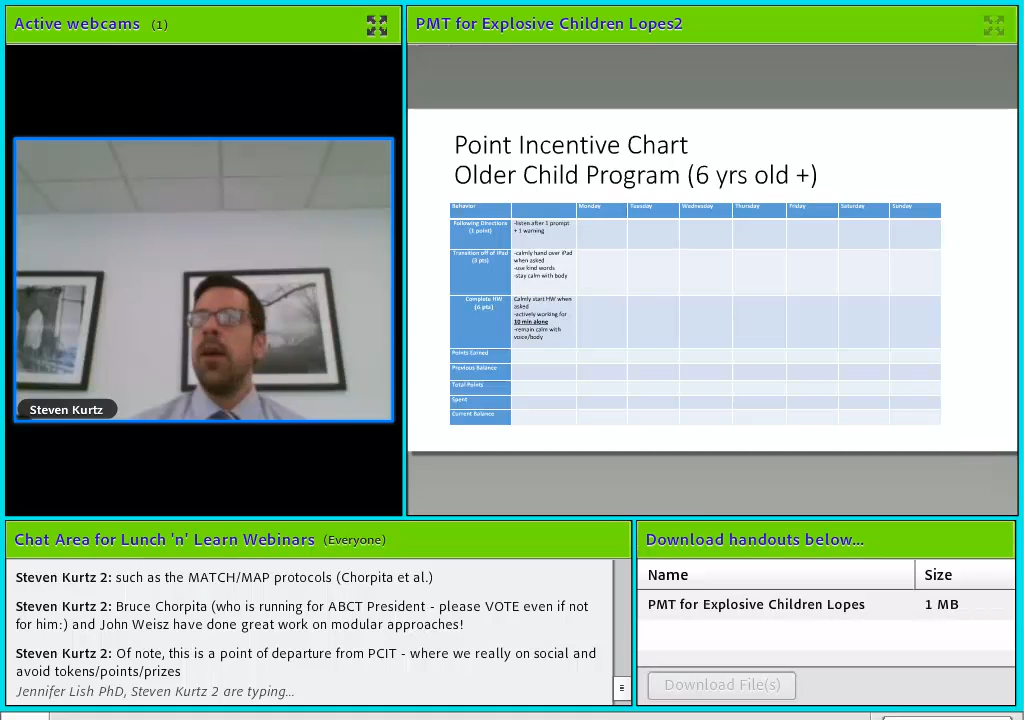 Active webcams (1)
PMT for Explosive Children Lopes2
Steven Kurtz
Point Incentive Chart
Older Child Program (6 yrs old +)
Behavior Monday Tuesday Wednesday Thursday Friday Saturday Sunday
Following Directions
(1 point)
-listen after 1 prompt
+ 1 warning
Transition off of iPad
(3 pts)
-calmly hand over iPad
when asked
-use kind words
-stay calm with body
Complete HW
(6 pts)
Calmly start HW when
asked
-actively working for
10 min alone
-remain calm with
voice/body
Points Earned
Previous Balance
Total Points
Spent
Current Balance
Chat Area for Lunch 'n' Learn Webinars (Everyone)
Steven Kurtz 2: such as the MATCH/MAP protocols (Chorpita et al.)
Steven Kurtz 2: Bruce Chorpita (who is running for ABCT President - please VOTE even if not
for him:) and John Weisz have done great work on modular approaches!
Steven Kurtz 2: Of note, this is a point of departure from PCIT - where we really on social and
avoid tokens/points/prizes
Jennifer Lish PhD, Steven Kurtz 2 are typing...
Download handouts below...
Name Size
PMT for Explosive Children Lopes 1 MB
Download File(s)